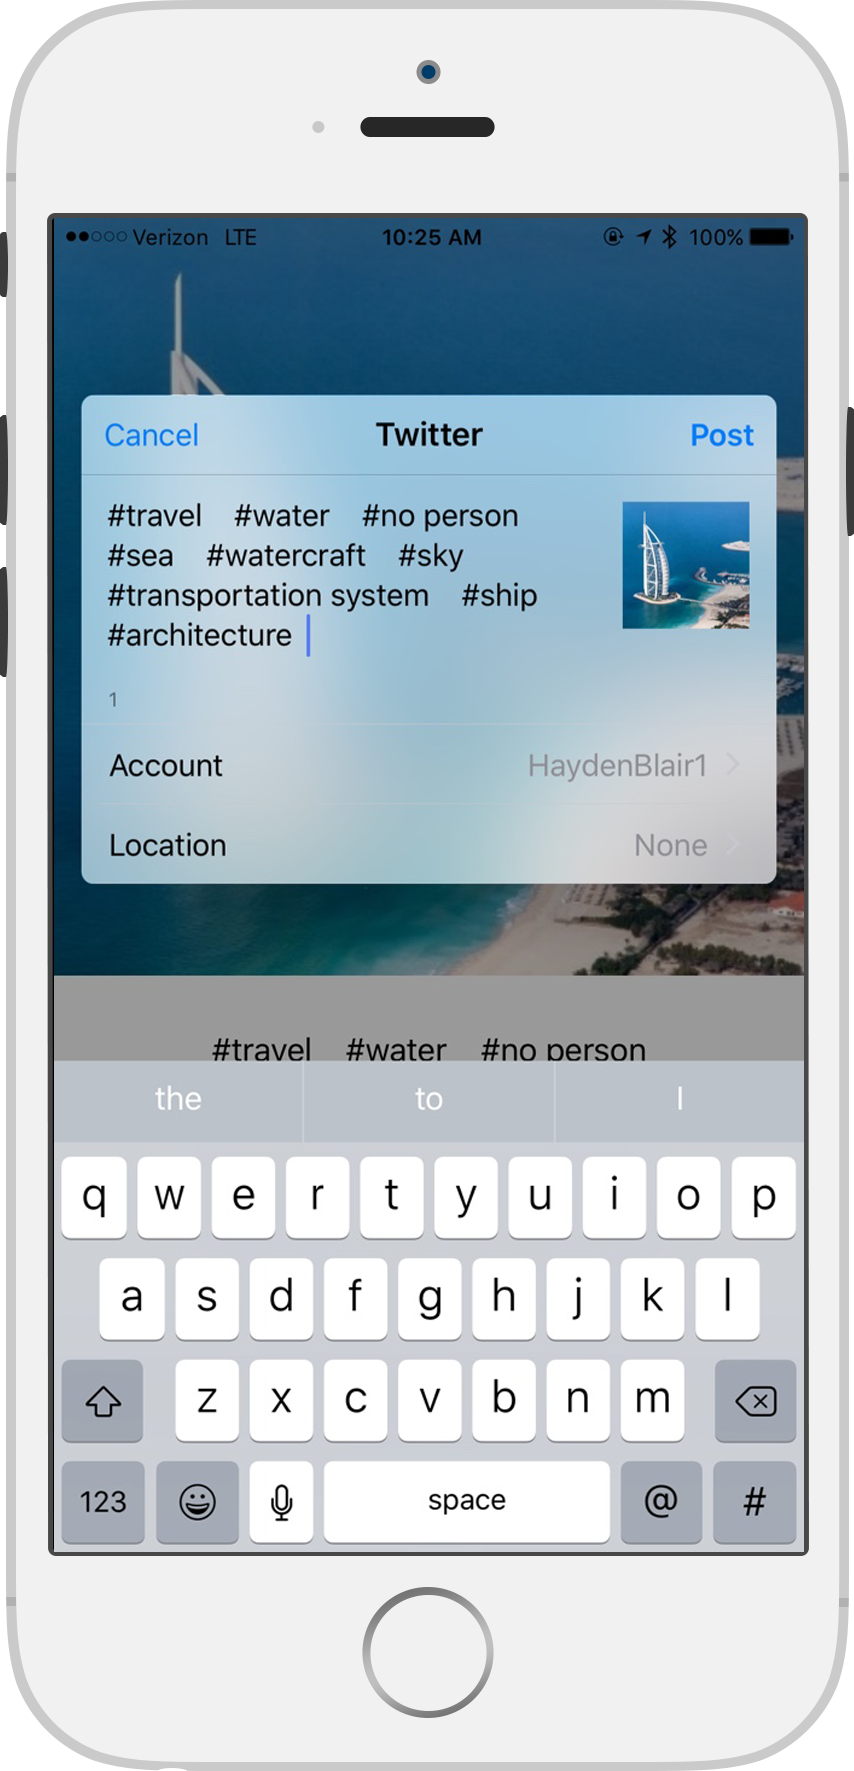 Verizon LTE 10:25 AM 100%
Cancel Twitter Post
#travel #water #no person
#sea #watercraft #sky
#transportation system #ship
#architecture
1
Account HaydenBlair1
Location None
#travel #water #no person
the to I
q w e r t y u i o p
a s d f g h j k l
z x c v b n m
123 space @ #